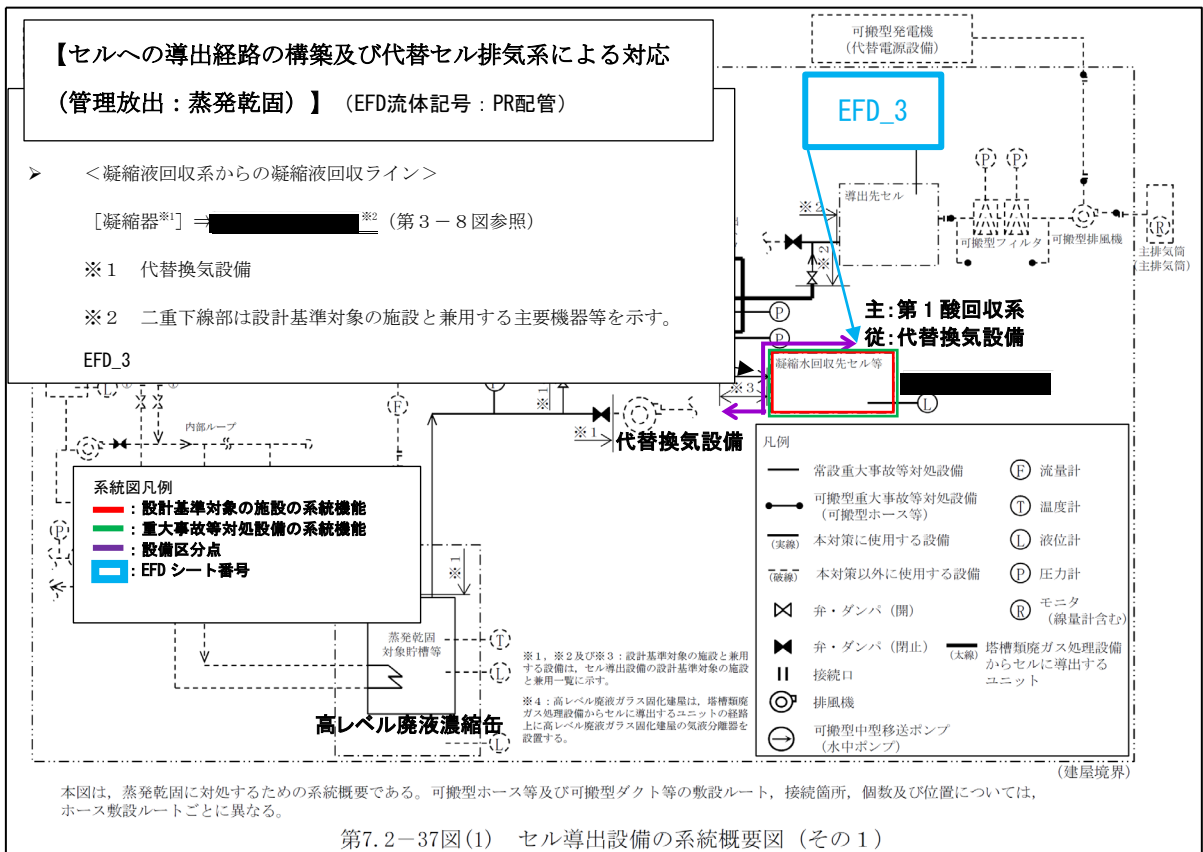 【セルへの導出経路の構築及び代替セル排気系による対応
（管理放出：蒸発乾固）】（EFD流体記号：PR配管）
➤ ＜凝縮液回収系からの凝縮液回収ライン＞
［凝縮器※1］⇒ ※2（第３－８図参照）
※１ 代替換気設備
※２ 二重下線部は設計基準対象の施設と兼用する主要機器等を示す。
EFD_3
可搬型発電機
（代替電源設備）
EFD_3
導出先セル
※２
※２
P
P
可搬型フィルタ
可搬型排風機
R
主排気筒
（主排気筒）
P
P
主：第１酸回収系
従：代替換気設備
凝縮水回収先セル等
※３
L
※１
※１
代替換気設備
L
F
内部ループ
P
系統図凡例
：設計基準対象の施設の系統機能
：重大事故等対処設備の系統機能
：設備区分点
：EFD シート番号
※１
蒸発乾固
対象貯槽等
T
L
L
高レベル廃液濃縮缶
※１，※２及び※３：設計基準対象の施設と兼用
する設備は，セル導出設備の設計基準対象の施設
と兼用一覧に示す。
※４：高レベル廃液ガラス固化建屋は，塔槽類廃
ガス処理設備からセルに導出するユニットの経路
上に高レベル廃液ガラス固化建屋の気液分離器を
設置する。
凡例
常設重大事故等対処設備
可搬型重大事故等対処設備
（可搬型ホース等）
（実線） 本対策に使用する設備
（破線） 本対策以外に使用する設備
弁・ダンパ（開）
弁・ダンパ（閉止）
接続口
排風機
可搬型中型移送ポンプ
（水中ポンプ）
F 流量計
T 温度計
L 液位計
P 圧力計
R モニタ
（線量計含む）
（太線） 塔槽類廃ガス処理設備
からセルに導出する
ユニット
（建屋境界）
本図は，蒸発乾固に対処するための系統概要である。可搬型ホース等及び可搬型ダクト等の敷設ルート，接続箇所，個数及び位置については，
ホース敷設ルートごとに異なる。
第7.2－37図(1) セル導出設備の系統概要図（その１）